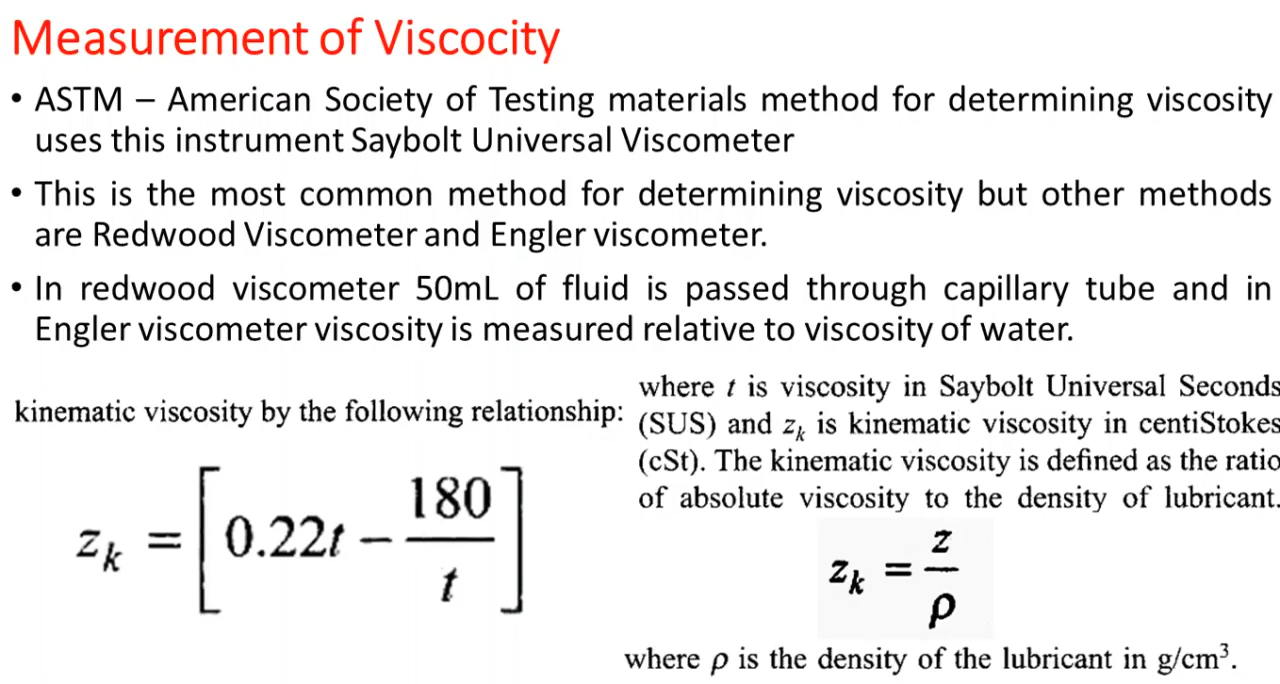 Measurement of Viscocity
• ASTM – American Society of Testing materials method for determining viscosity
uses this instrument Saybolt Universal Viscometer
• This is the most common method for determining viscosity but other methods
are Redwood Viscometer and Engler viscometer.
• In redwood viscometer 50mL of fluid is passed through capillary tube and in
Engler viscometer viscosity is measured relative to viscosity of water.
kinematic viscosity by the following relationship:
z_k = [0.22t − 180/t]
where t is viscosity in Saybolt Universal Seconds
(SUS) and z_k is kinematic viscosity in centiStokes
(cSt). The kinematic viscosity is defined as the ratio
of absolute viscosity to the density of lubricant.
z_k = z/ρ
where ρ is the density of the lubricant in g/cm³.